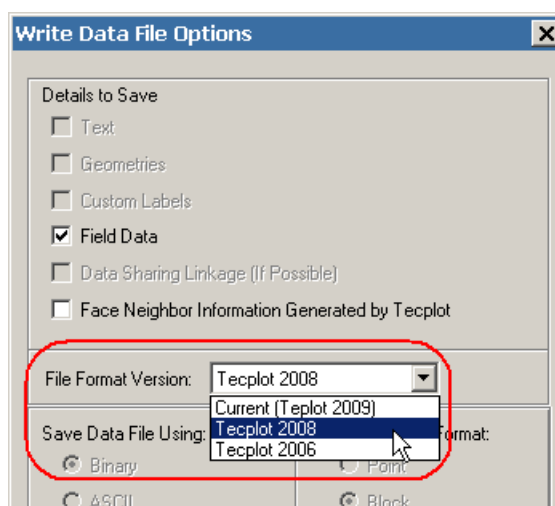 Write Data File Options
Details to Save
Text
Geometries
Custom Labels
Field Data
Data Sharing Linkage (If Possible)
Face Neighbor Information Generated by Tecplot
File Format Version: Tecplot 2008
Current (Teplot 2009)
Tecplot 2008
Tecplot 2006
Save Data File Using: Format:
Binary Point
ASCII Block